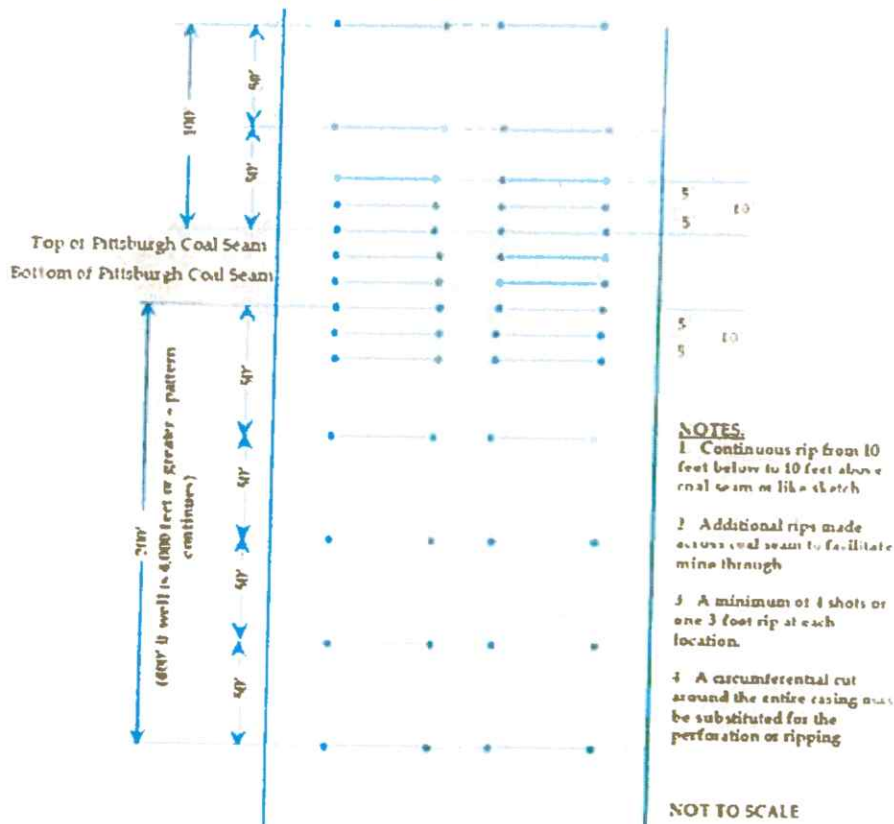 50'
100'
50'
5
10
5
Top of Pittsburgh Coal Seam
Bottom of Pittsburgh Coal Seam
5
10
5
50'
50'
200'
(400' if well is 4,000 feet or greater - pattern
continues)
50'
50'
NOTES:
1 Continuous rip from 10
feet below to 10 feet above
coal seam or like sketch
2 Additional rips made
across coal seam to facilitate
mine through
3 A minimum of 4 shots or
one 3 foot rip at each
location.
4 A circumferential cut
around the entire casing may
be substituted for the
perforation or ripping
NOT TO SCALE